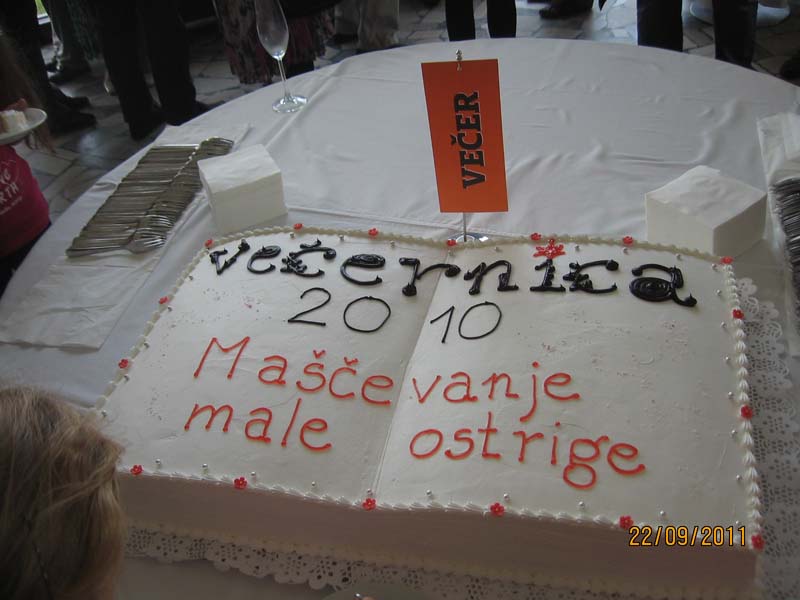 VEČER
večernica
2010
Maščevanje
male ostrige
22/09/2011